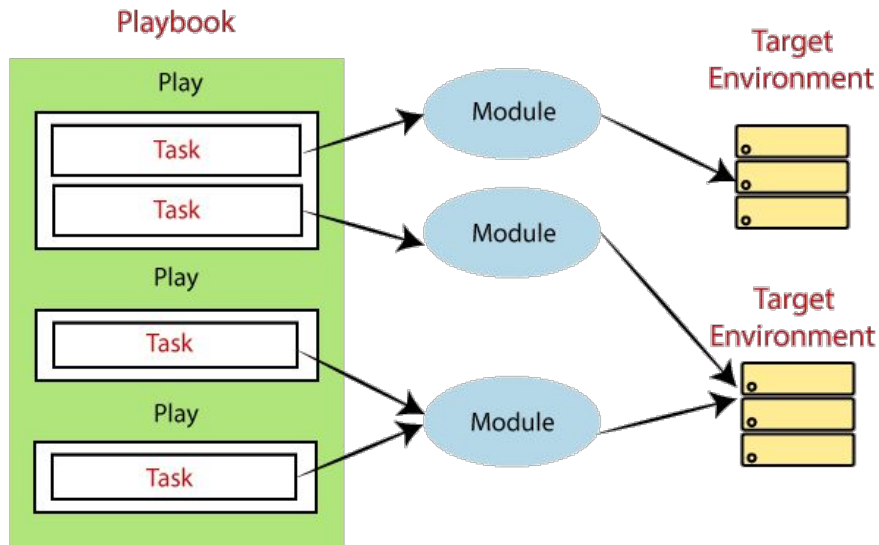 Playbook
Play
Task
Task
Play
Task
Play
Task
Module
Module
Module
Target
Environment
Target
Environment